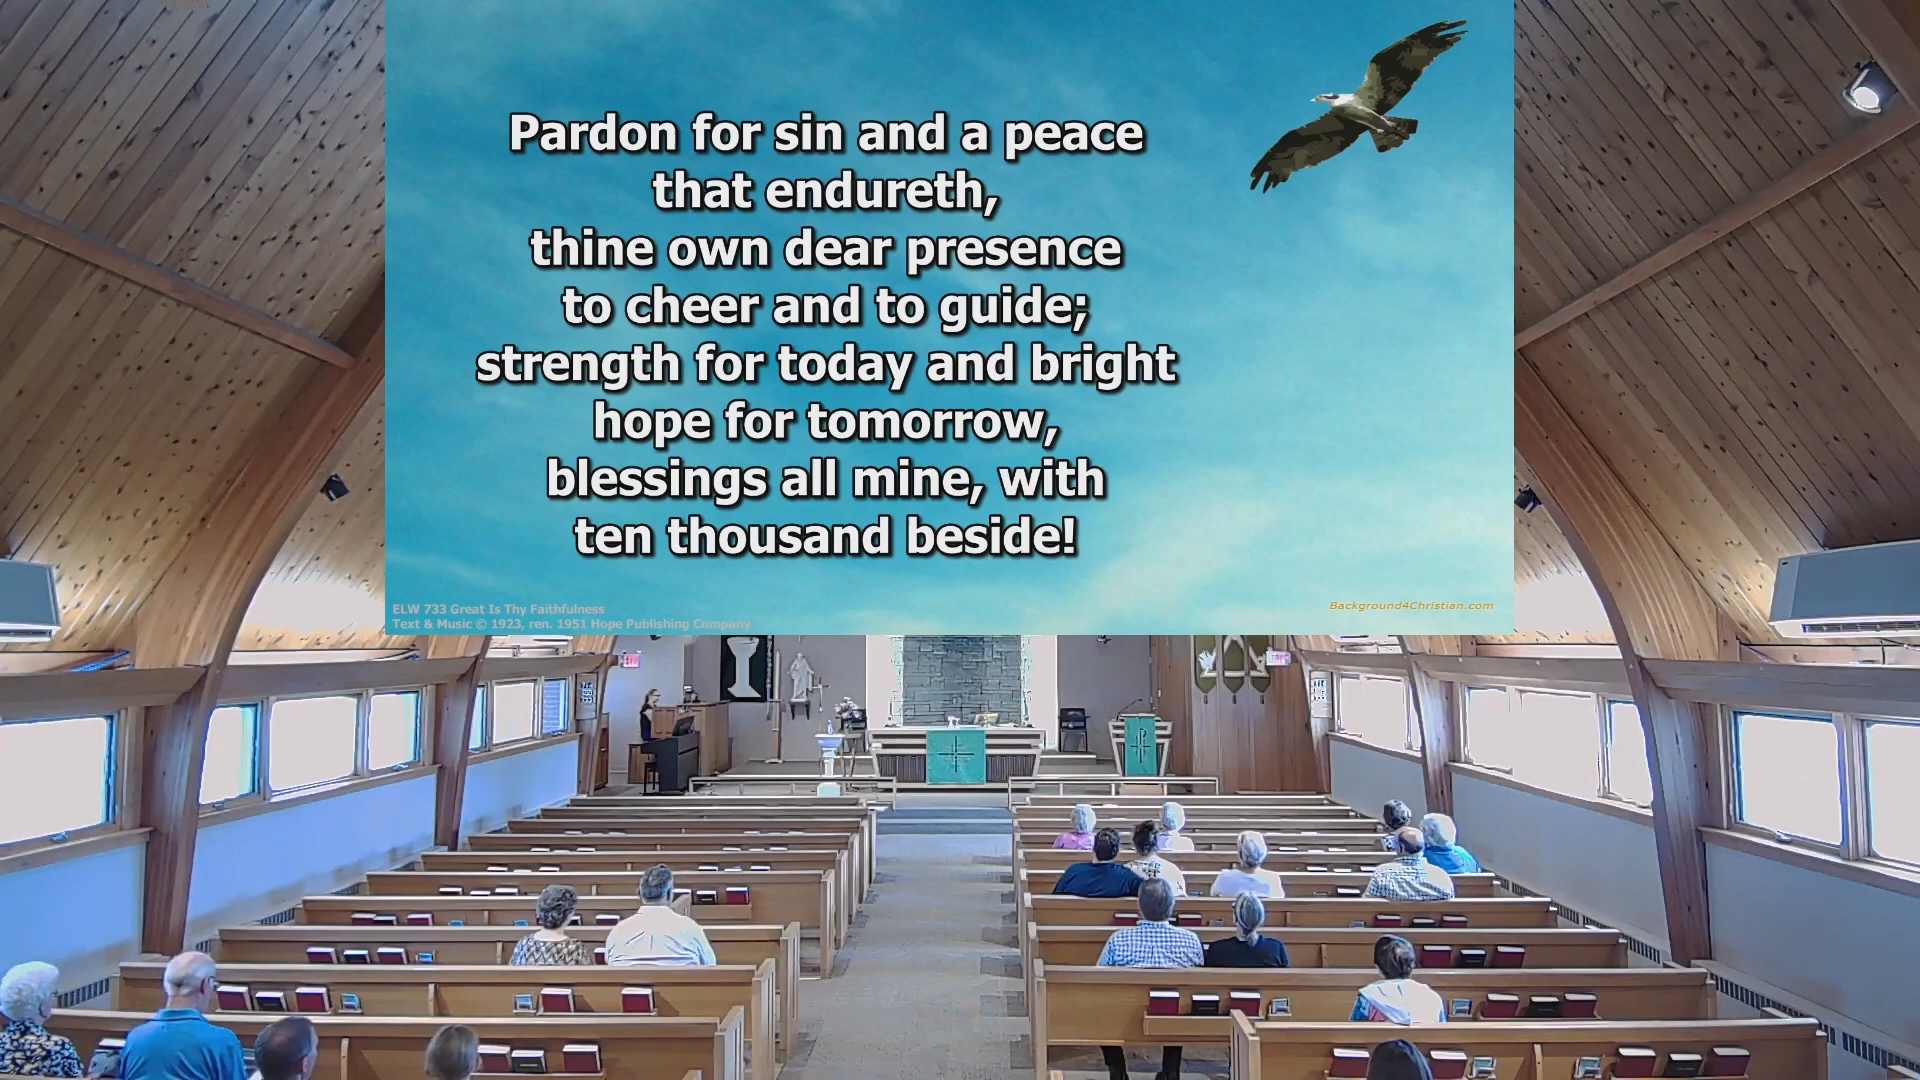 Pardon for sin and a peace
that endureth,
thine own dear presence
to cheer and to guide;
strength for today and bright
hope for tomorrow,
blessings all mine, with
ten thousand beside!
ELW 733 Great Is Thy Faithfulness
Text & Music © 1923, ren. 1951 Hope Publishing Company
Background4Christian.com